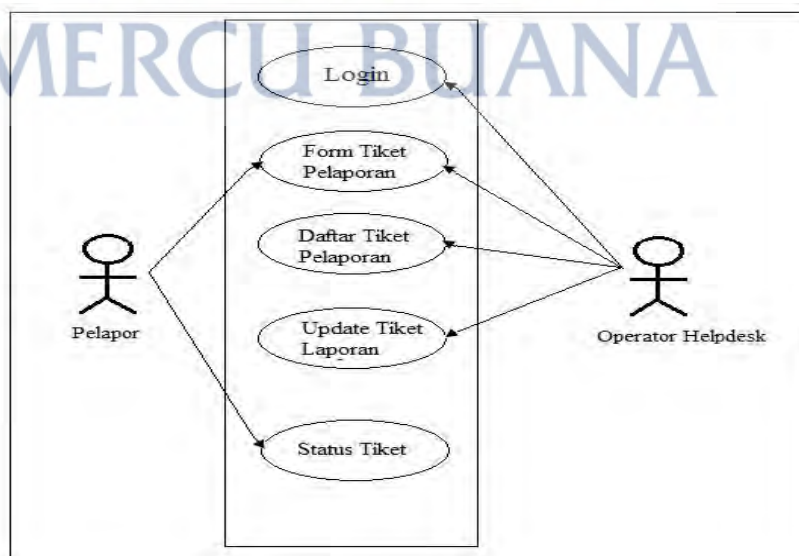 MERCU BUANA
Login
Form Tiket
Pelaporan
Daftar Tiket
Pelaporan
Pelapor
Update Tiket
Laporan
Operator Helpdesk
Status Tiket